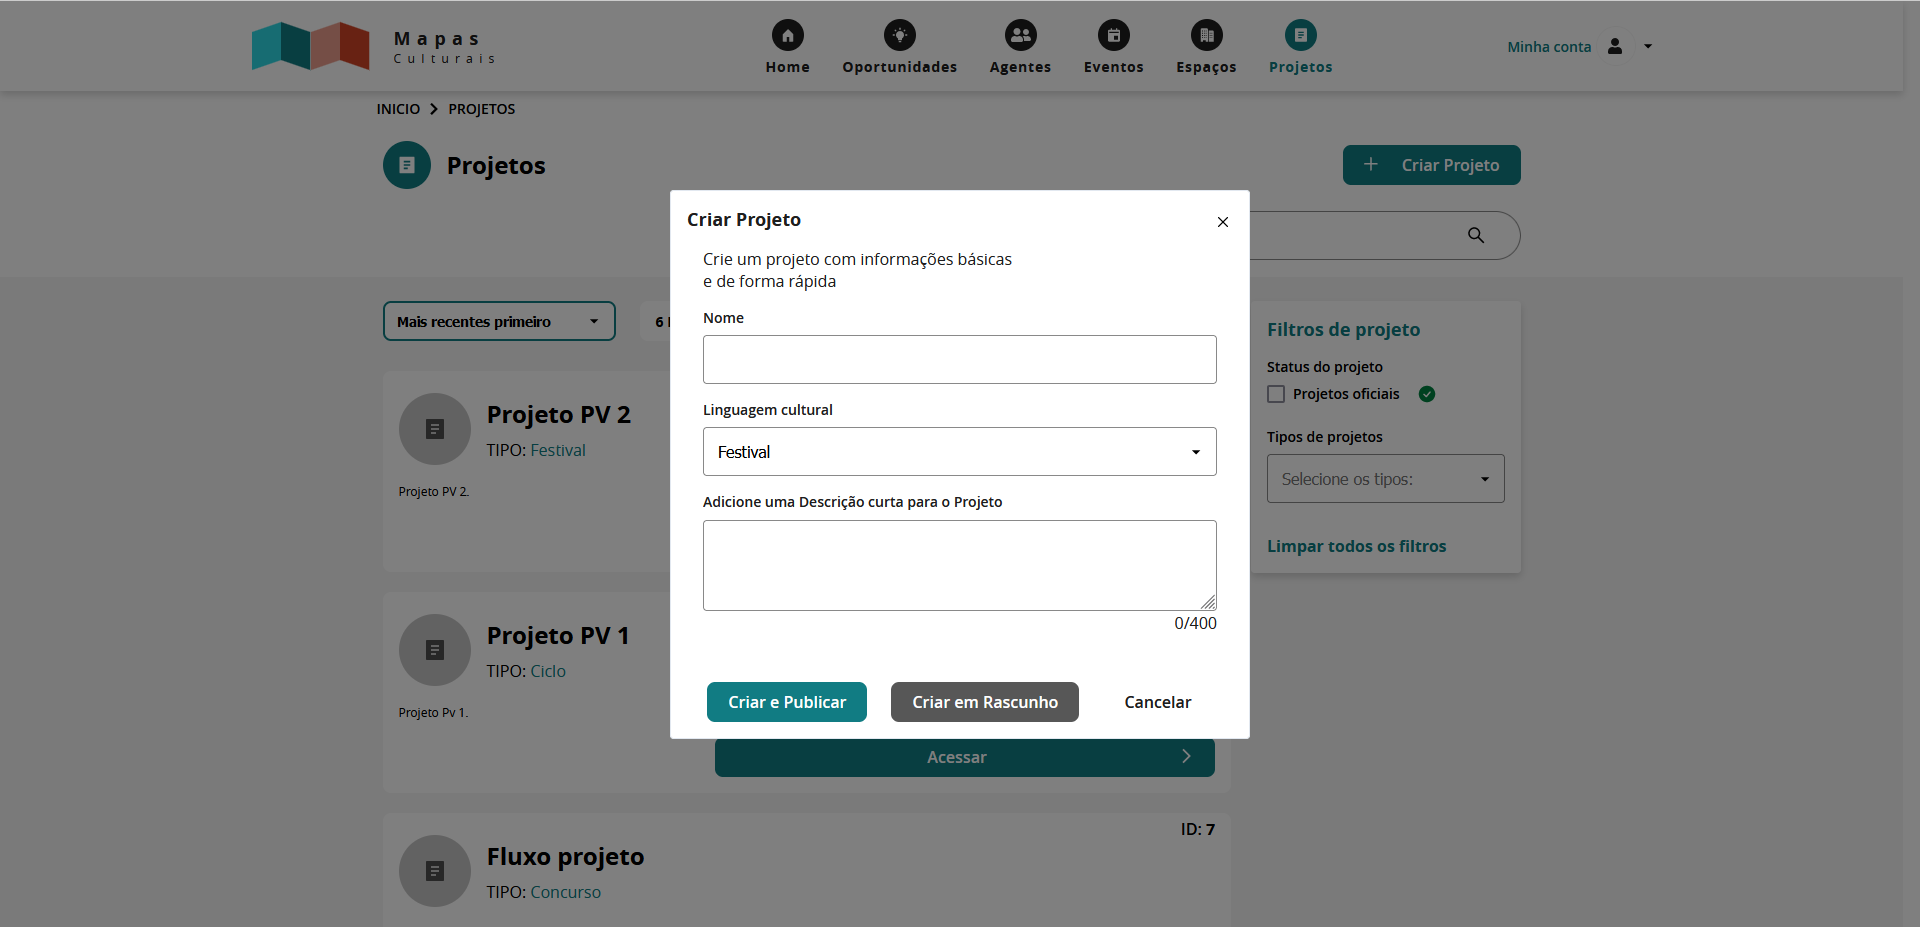 Mapas
Culturais
Home
Oportunidades
Agentes
Eventos
Espaços
Projetos
Minha conta
INICIO
PROJETOS
Projetos
Criar Projeto
Criar Projeto
Crie um projeto com informações básicas
e de forma rápida
Nome
Linguagem cultural
Festival
Adicione uma Descrição curta para o Projeto
0/400
Criar e Publicar
Criar em Rascunho
Cancelar
Mais recentes primeiro
6
Projeto PV 2
TIPO: Festival
Projeto PV 2.
Projeto PV 1
TIPO: Ciclo
Projeto Pv 1.
Acessar
ID: 7
Fluxo projeto
TIPO: Concurso
Filtros de projeto
Status do projeto
Projetos oficiais
Tipos de projetos
Selecione os tipos:
Limpar todos os filtros